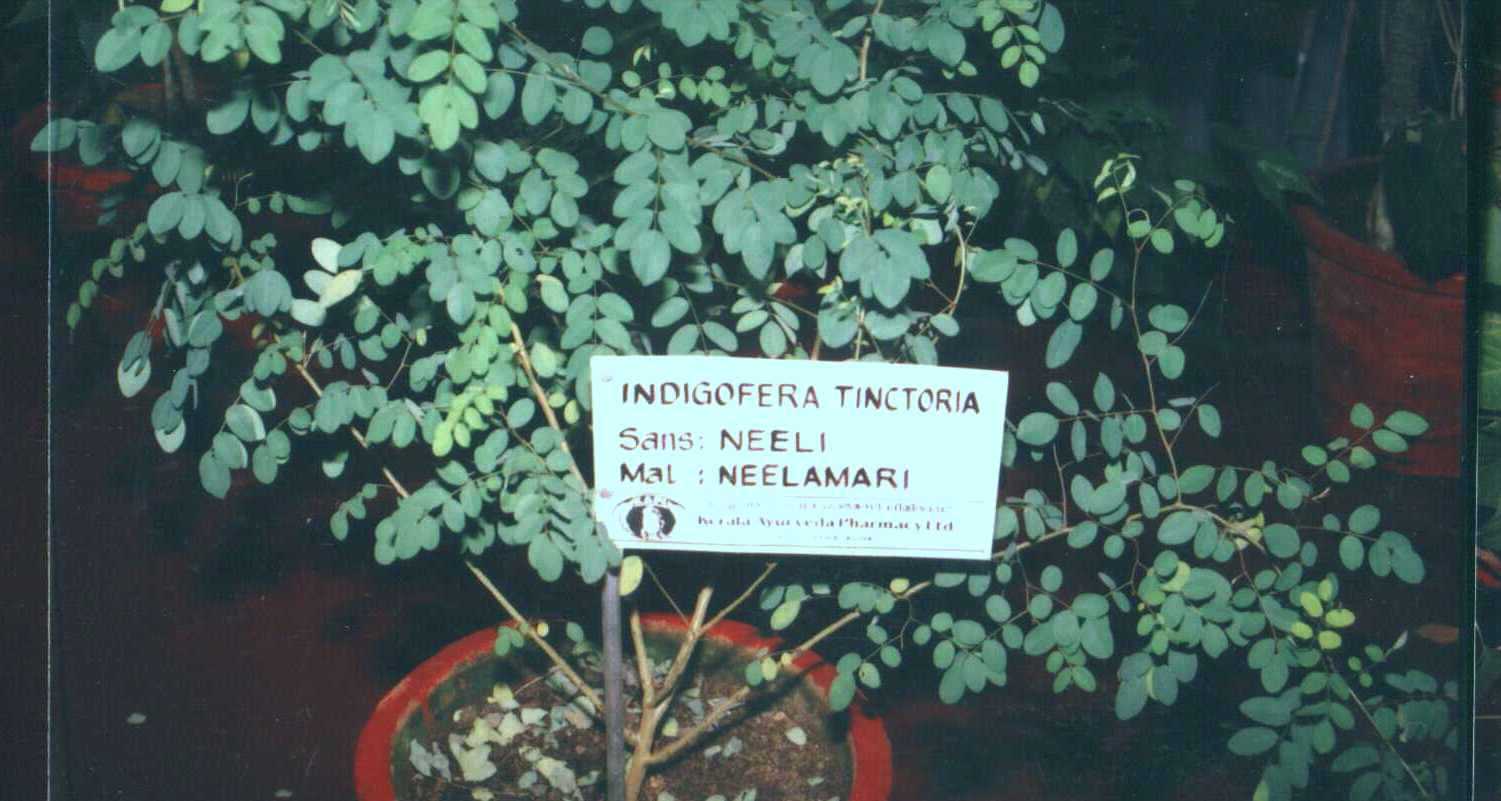 INDIGOFERA TINCTORIA
Sans: NEELI
Mal : NEELAMARI
Kerala Ayurveda Pharmacy Ltd